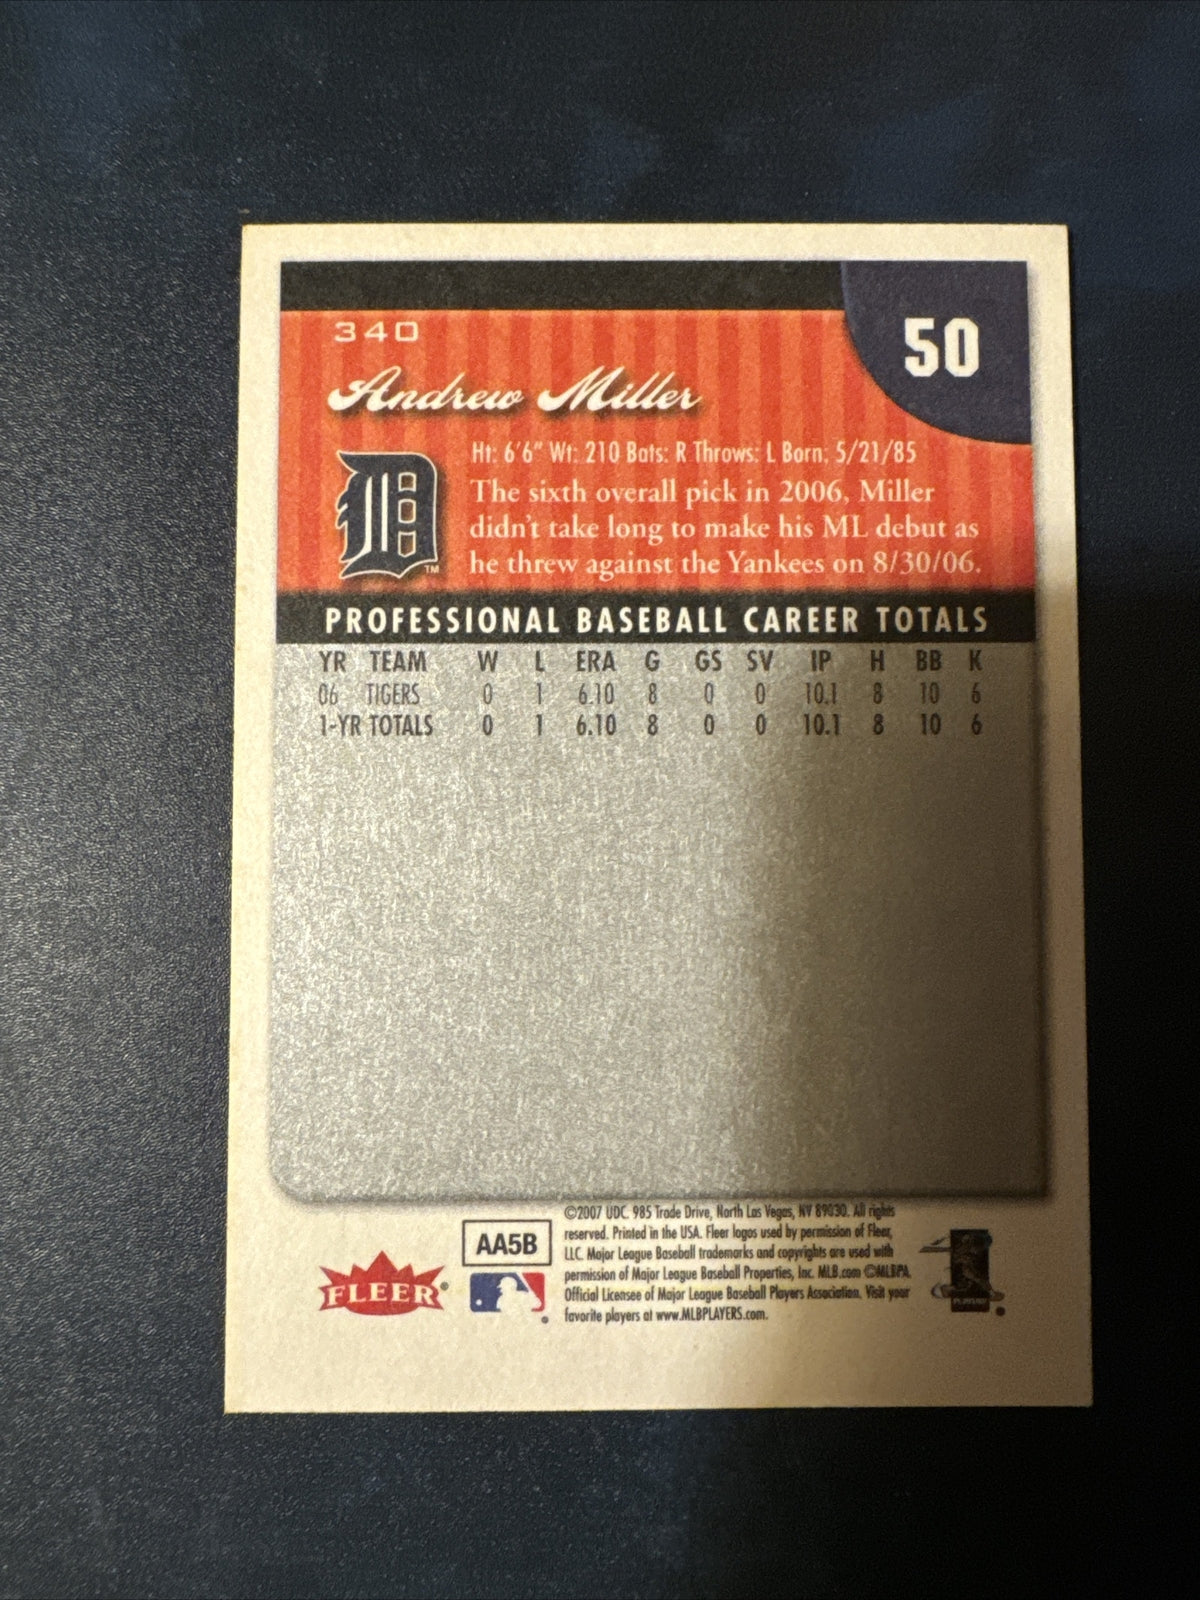 340
50
Andrew Miller
D
TM
Ht: 6'6" Wt: 210 Bats: R Throws: L Born: 5/21/85
The sixth overall pick in 2006, Miller
didn't take long to make his ML debut as
he threw against the Yankees on 8/30/06.
PROFESSIONAL BASEBALL CAREER TOTALS
YR TEAM W L ERA G GS SV IP H BB K
06 TIGERS 0 1 6.10 8 0 0 10.1 8 10 6
1-YR TOTALS 0 1 6.10 8 0 0 10.1 8 10 6
©2007 UDC. 985 Trade Drive, North Las Vegas, NV 89030. All rights
reserved. Printed in the USA. Fleer logos used by permission of Fleer,
LLC. Major League Baseball trademarks and copyrights are used with
permission of Major League Baseball Properties, Inc. MLB.com ©MLBPA
Official Licensee of Major League Baseball Players Association. Visit your
favorite players at www.MLBPLAYERS.com.
AA5B
FLEER®